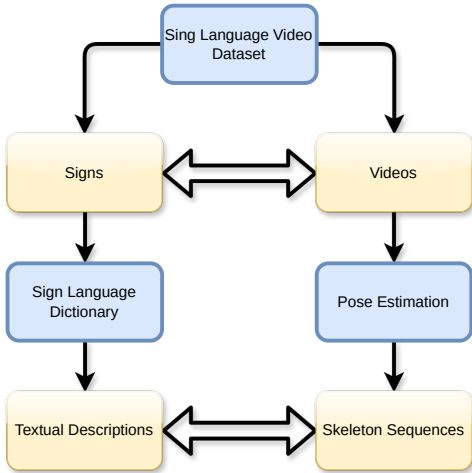 Sing Language Video
Dataset
Signs
Videos
Sign Language
Dictionary
Pose Estimation
Textual Descriptions
Skeleton Sequences